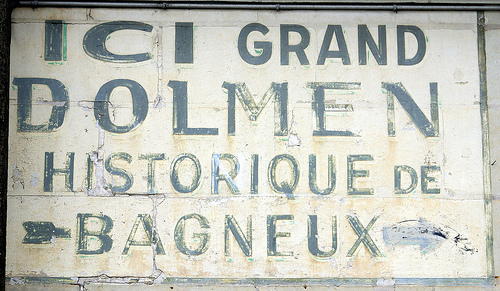 ICI GRAND
DOLMEN
HISTORIQUE DE
BAGNEUX